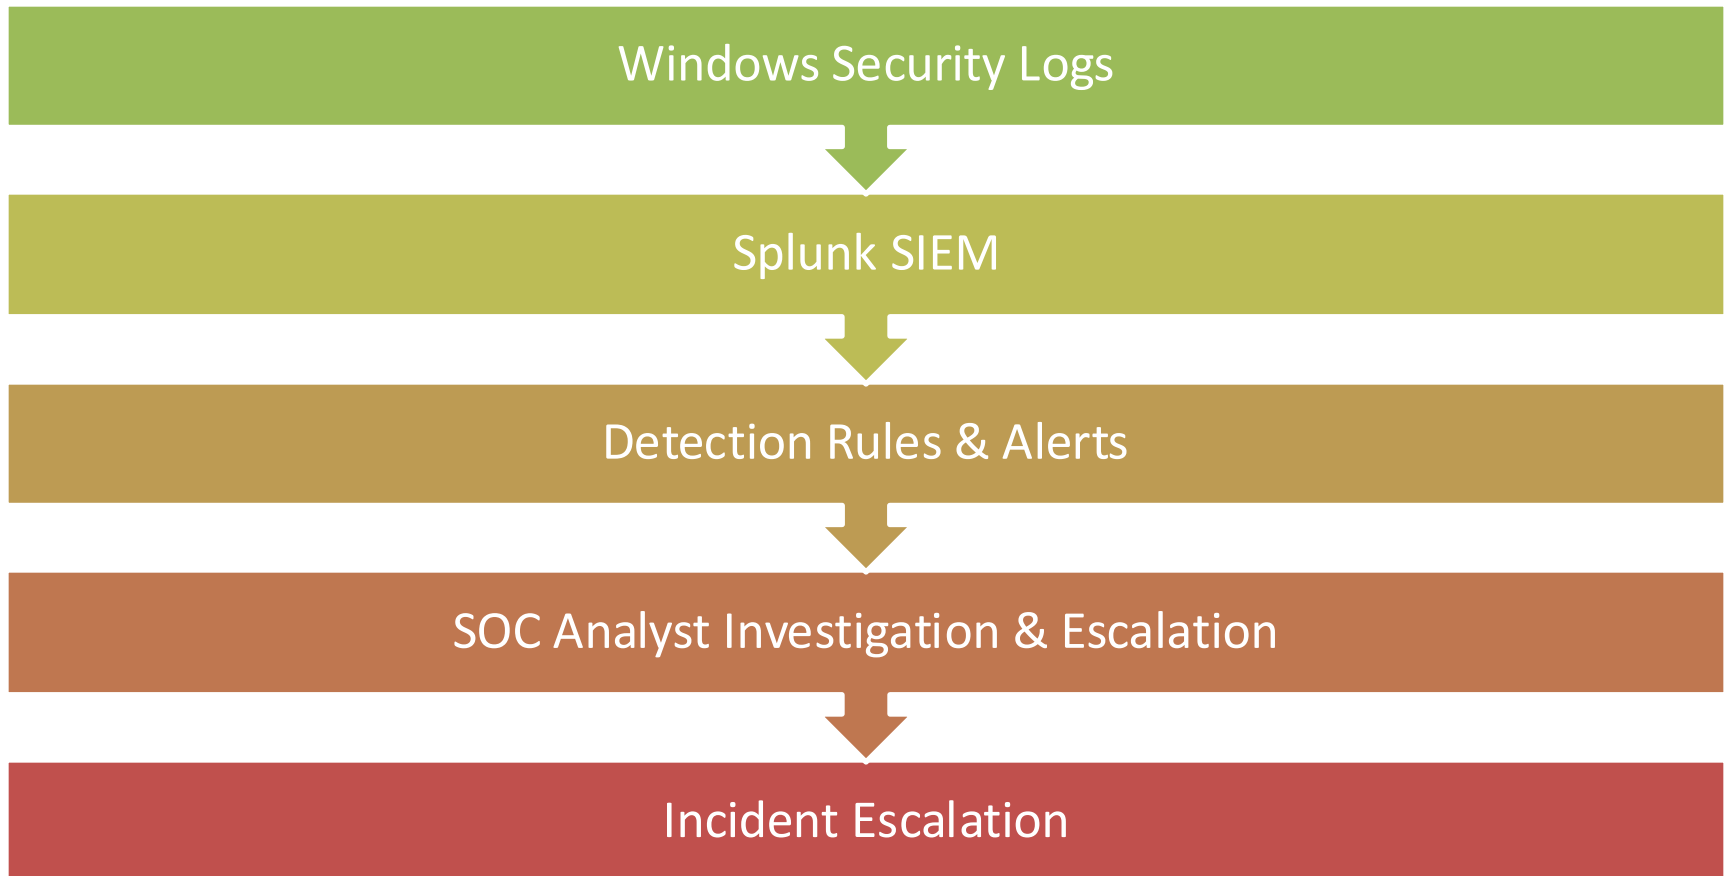 Windows Security Logs
Splunk SIEM
Detection Rules & Alerts
SOC Analyst Investigation & Escalation
Incident Escalation